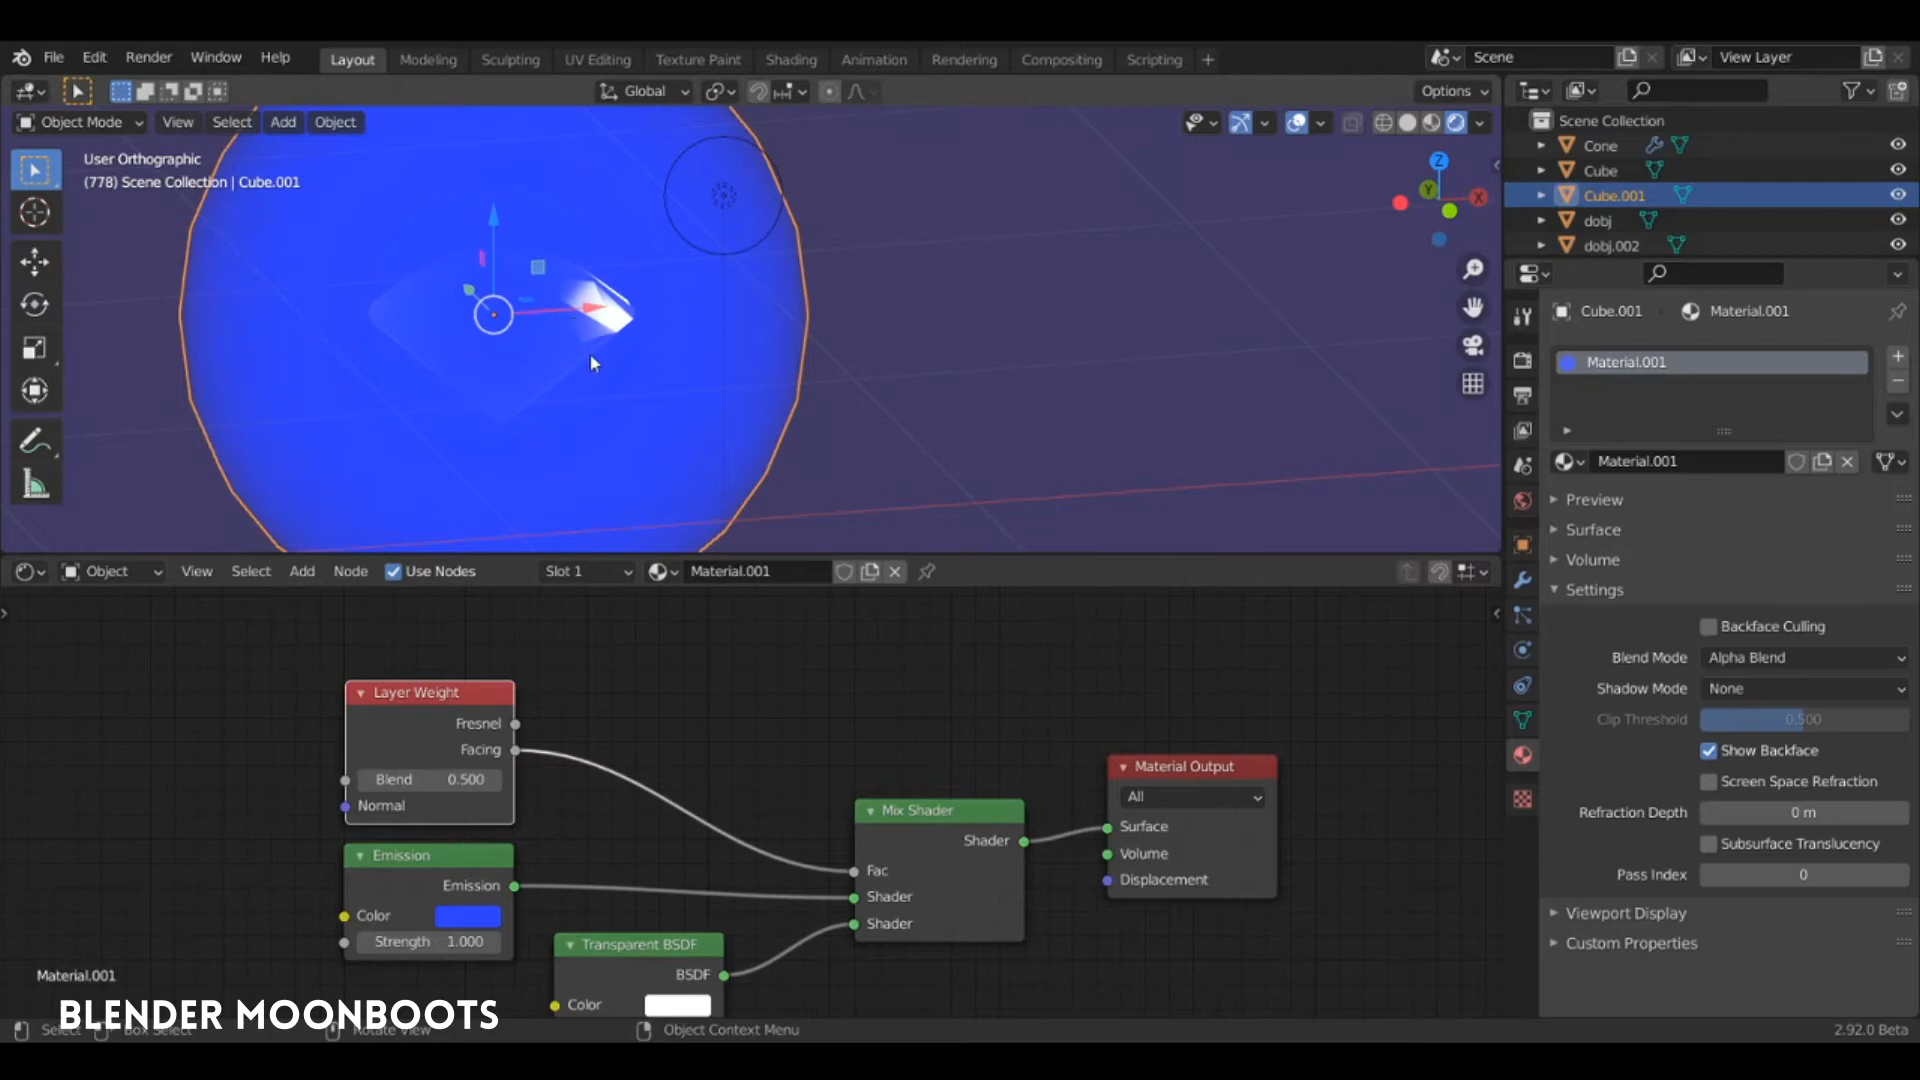 File Edit Render Window Help Layout Modeling Sculpting UV Editing Texture Paint Shading Animation Rendering Compositing Scripting + Scene View Layer
Global Options
Object Mode View Select Add Object
User Orthographic
(778) Scene Collection | Cube.001
Z
Y
X
Scene Collection
Cone
Cube
Cube.001
dobj
dobj.002
Cube.001 Material.001
Material.001
Material.001
Preview
Surface
Volume
Settings
Backface Culling
Blend Mode Alpha Blend
Shadow Mode None
Clip Threshold 0.500
Show Backface
Screen Space Refraction
Refraction Depth 0 m
Subsurface Translucency
Pass Index 0
Viewport Display
Custom Properties
Object View Select Add Node Use Nodes Slot 1 Material.001
Layer Weight
Fresnel
Facing
Blend 0.500
Normal
Emission
Emission
Color
Strength 1.000
Transparent BSDF
BSDF
Color
Mix Shader
Shader
Fac
Shader
Shader
Material Output
All
Surface
Volume
Displacement
Material.001
BLENDER MOONBOOTS
Select Box Select Rotate View Object Context Menu 2.92.0 Beta